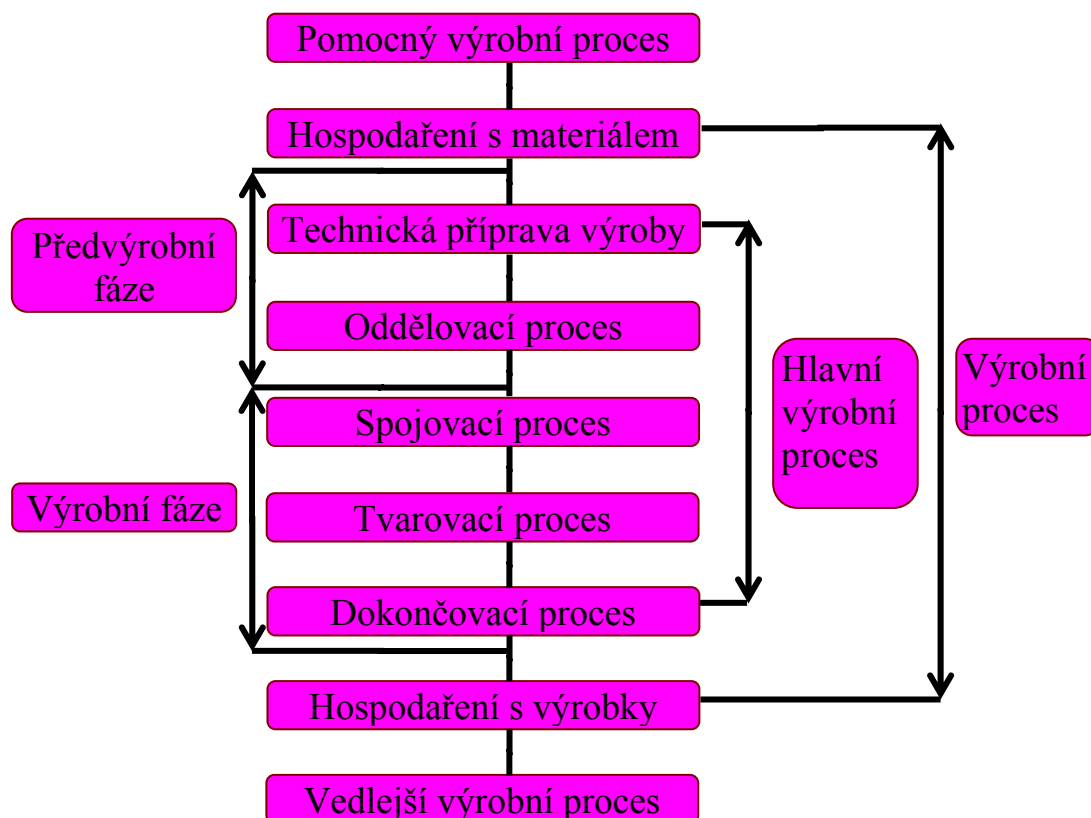 Pomocný výrobní proces
Hospodaření s materiálem
Technická příprava výroby
Předvýrobní
fáze
Oddělovací proces
Hlavní
výrobní
proces
Výrobní
proces
Spojovací proces
Výrobní fáze
Tvarovací proces
Dokončovací proces
Hospodaření s výrobky
Vedlejší výrobní proces